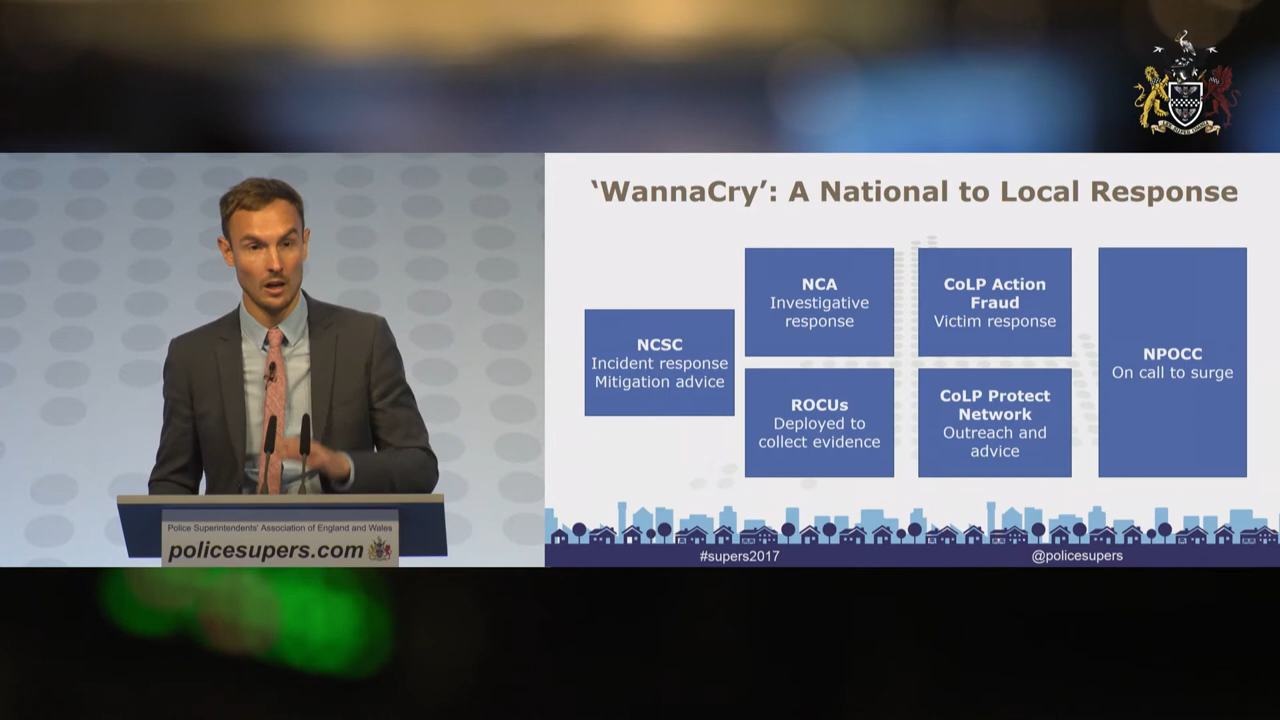 ‘WannaCry’: A National to Local Response
NCSC
Incident response
Mitigation advice
NCA
Investigative
response
ROCUs
Deployed to
collect evidence
CoLP Action
Fraud
Victim response
CoLP Protect
Network
Outreach and
advice
NPOCC
On call to surge
#supers2017
@policesupers
Police Superintendents' Association of England and Wales
policesupers.com